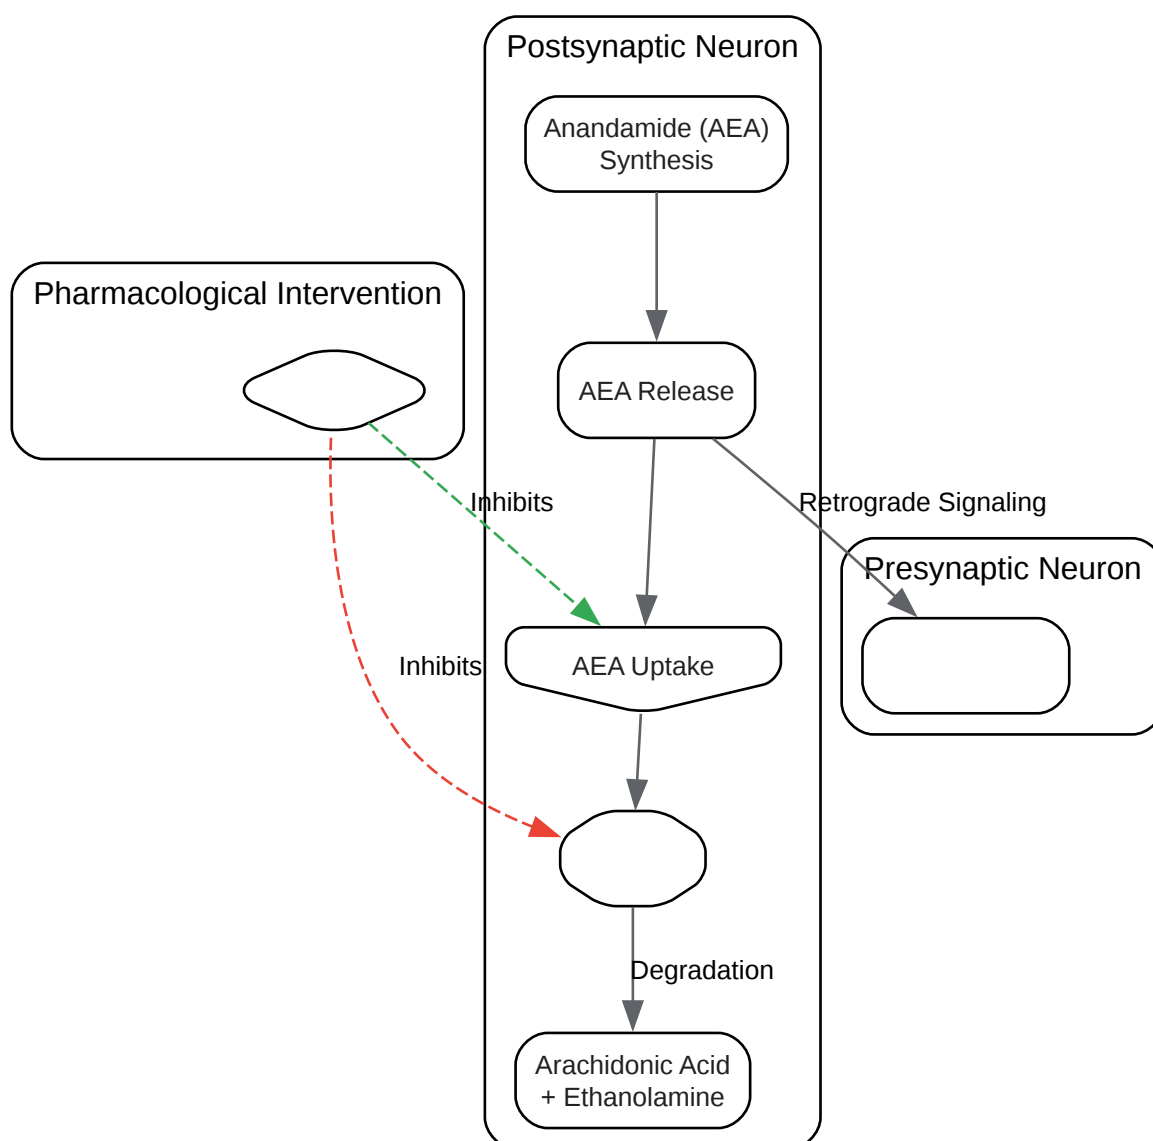 Postsynaptic Neuron
Anandamide (AEA)
Synthesis
Pharmacological Intervention
AEA Release
Inhibits
Retrograde Signaling
Presynaptic Neuron
Inhibits
AEA Uptake
Degradation
Arachidonic Acid
+ Ethanolamine